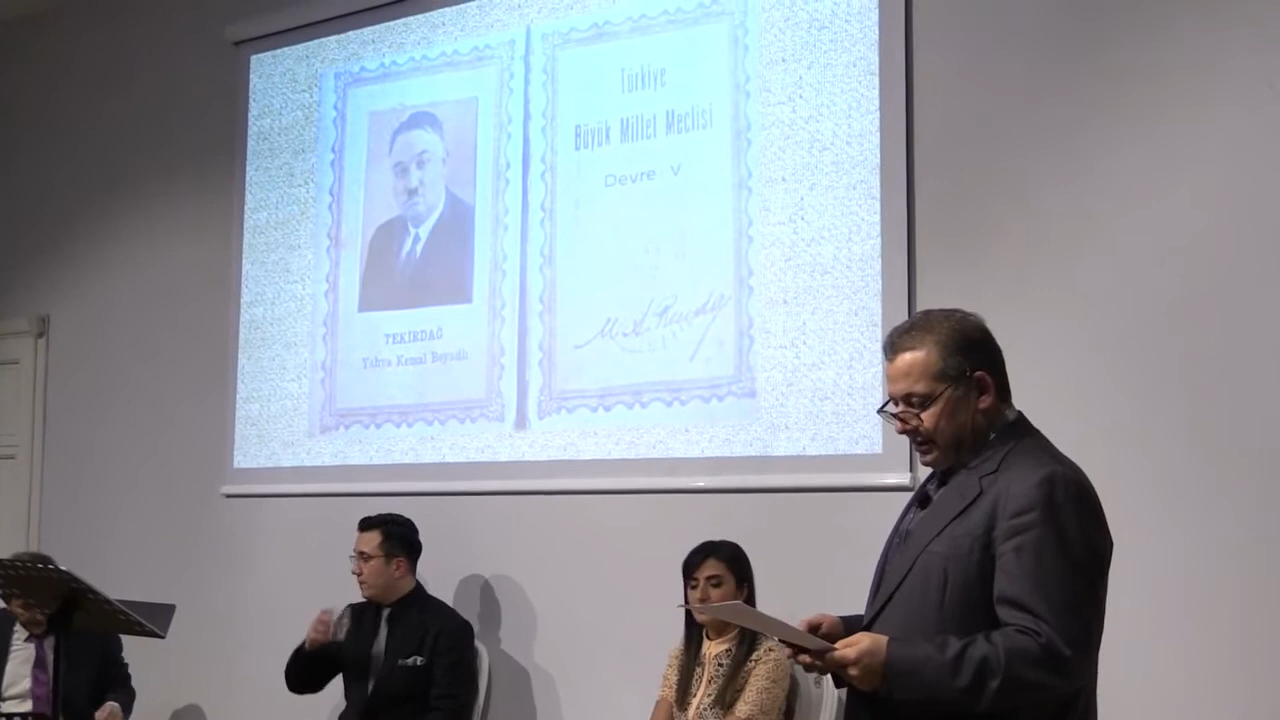 TEKİRDAĞ
Yahya Kemal Beyatlı
Türkiye
Büyük Millet Meclisi
Devre V